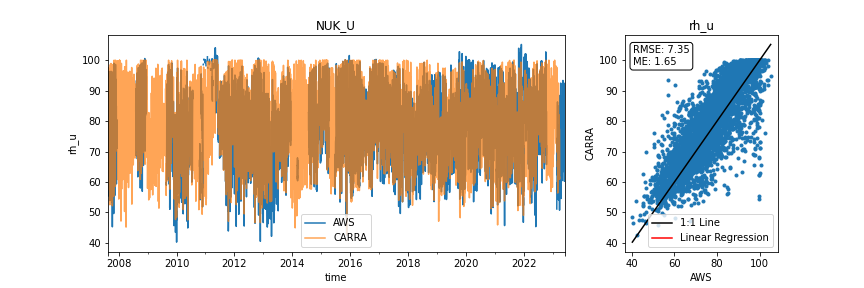 NUK_U
rh_u
100
90
80
70
60
50
40
rh_u
2008
2010
2012
2014
2016
2018
2020
2022
time
AWS
CARRA
rh_u
RMSE: 7.35
ME: 1.65
100
90
80
70
60
50
40
CARRA
40
60
80
100
AWS
1:1 Line
Linear Regression